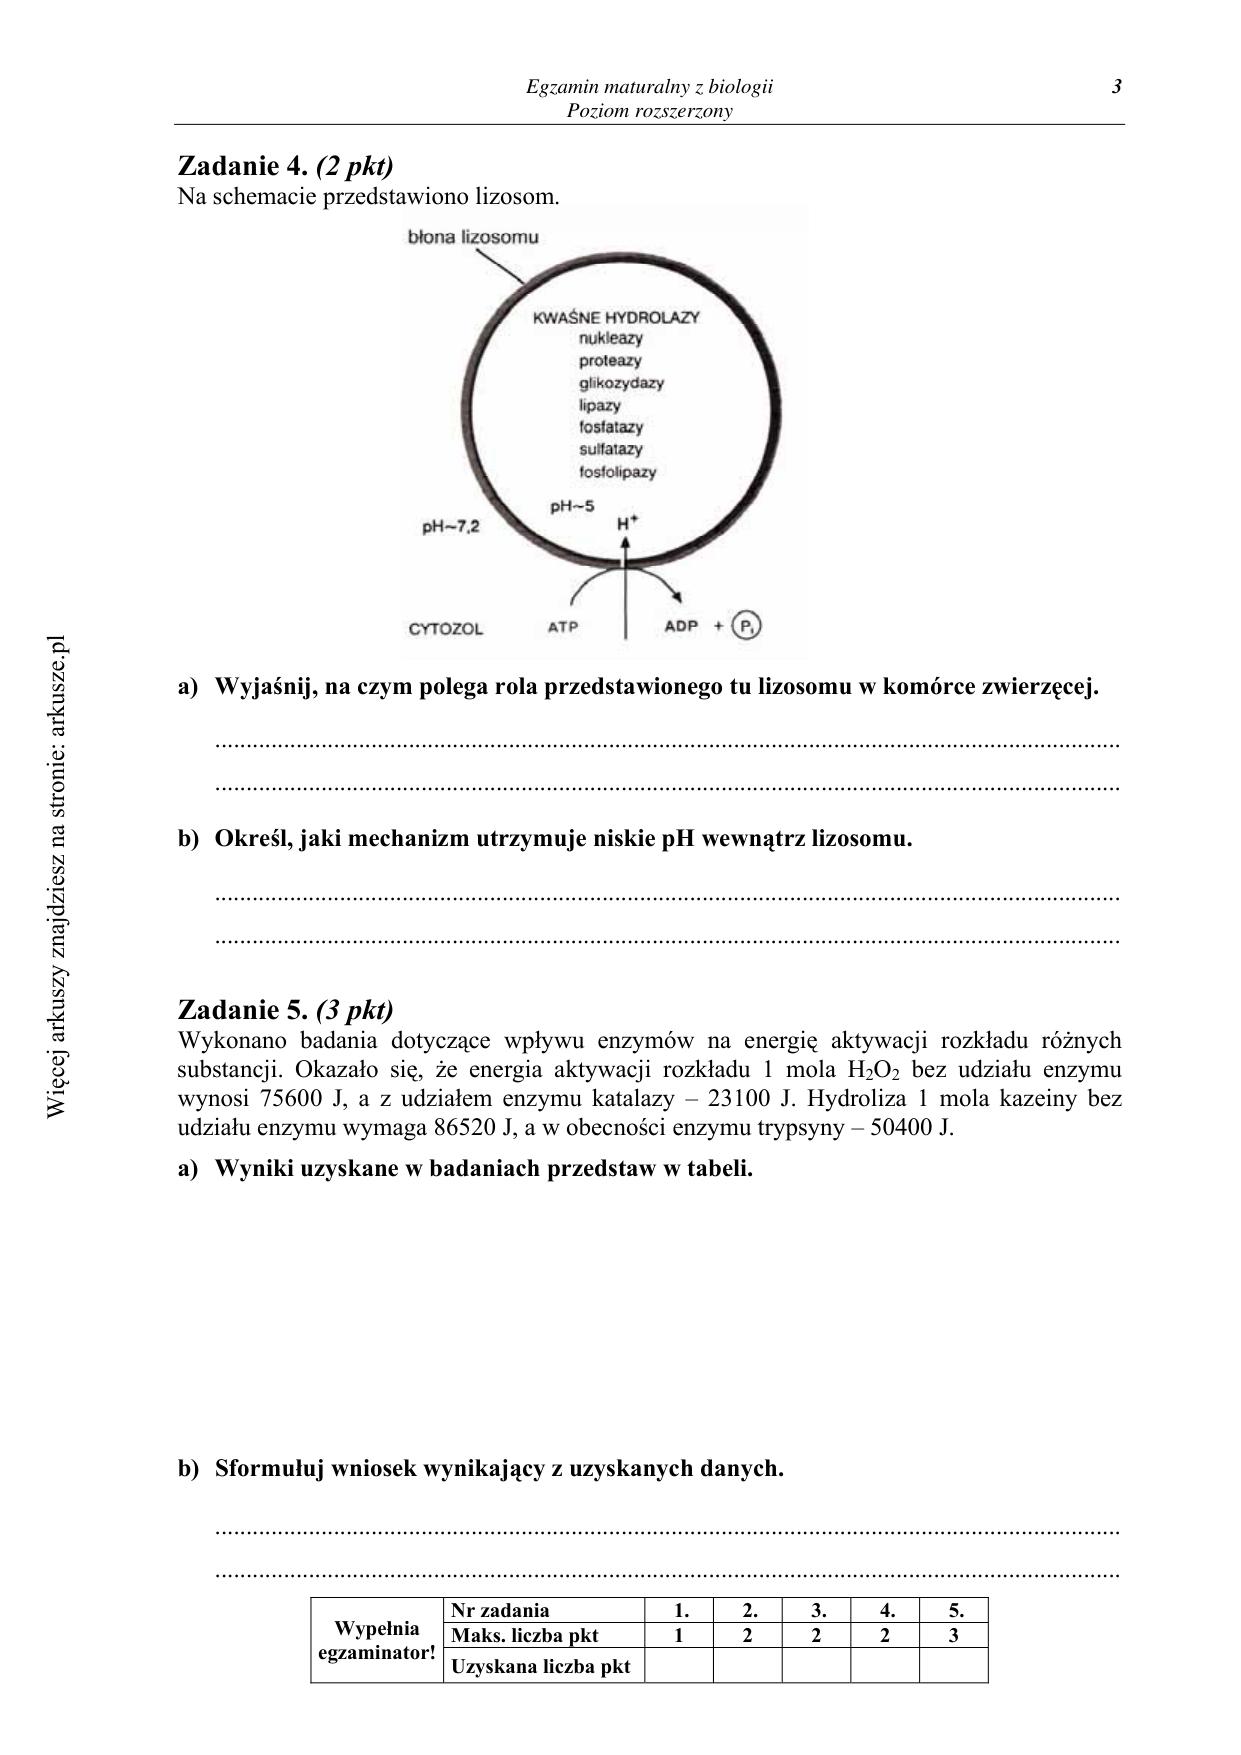 Egzamin maturalny z biologii
Poziom rozszerzony
3
Zadanie 4. (2 pkt)
Na schemacie przedstawiono lizosom.
błona lizosomu
KWAŚNE HYDROLAZY
nukleazy
proteazy
glikozydazy
lipazy
fosfatazy
sulfatazy
fosfolipazy
pH~5
H⁺
pH~7,2
CYTOZOL
ATP
ADP + Pᵢ
a) Wyjaśnij, na czym polega rola przedstawionego tu lizosomu w komórce zwierzęcej.
b) Określ, jaki mechanizm utrzymuje niskie pH wewnątrz lizosomu.
Zadanie 5. (3 pkt)
Wykonano badania dotyczące wpływu enzymów na energię aktywacji rozkładu różnych
substancji. Okazało się, że energia aktywacji rozkładu 1 mola H₂O₂ bez udziału enzymu
wynosi 75600 J, a z udziałem enzymu katalazy – 23100 J. Hydroliza 1 mola kazeiny bez
udziału enzymu wymaga 86520 J, a w obecności enzymu trypsyny – 50400 J.
a) Wyniki uzyskane w badaniach przedstaw w tabeli.
b) Sformułuj wniosek wynikający z uzyskanych danych.
Wypełnia
egzaminator!
Nr zadania 1. 2. 3. 4. 5.
Maks. liczba pkt 1 2 2 2 3
Uzyskana liczba pkt
Więcej arkuszy znajdziesz na stronie: arkusze.pl